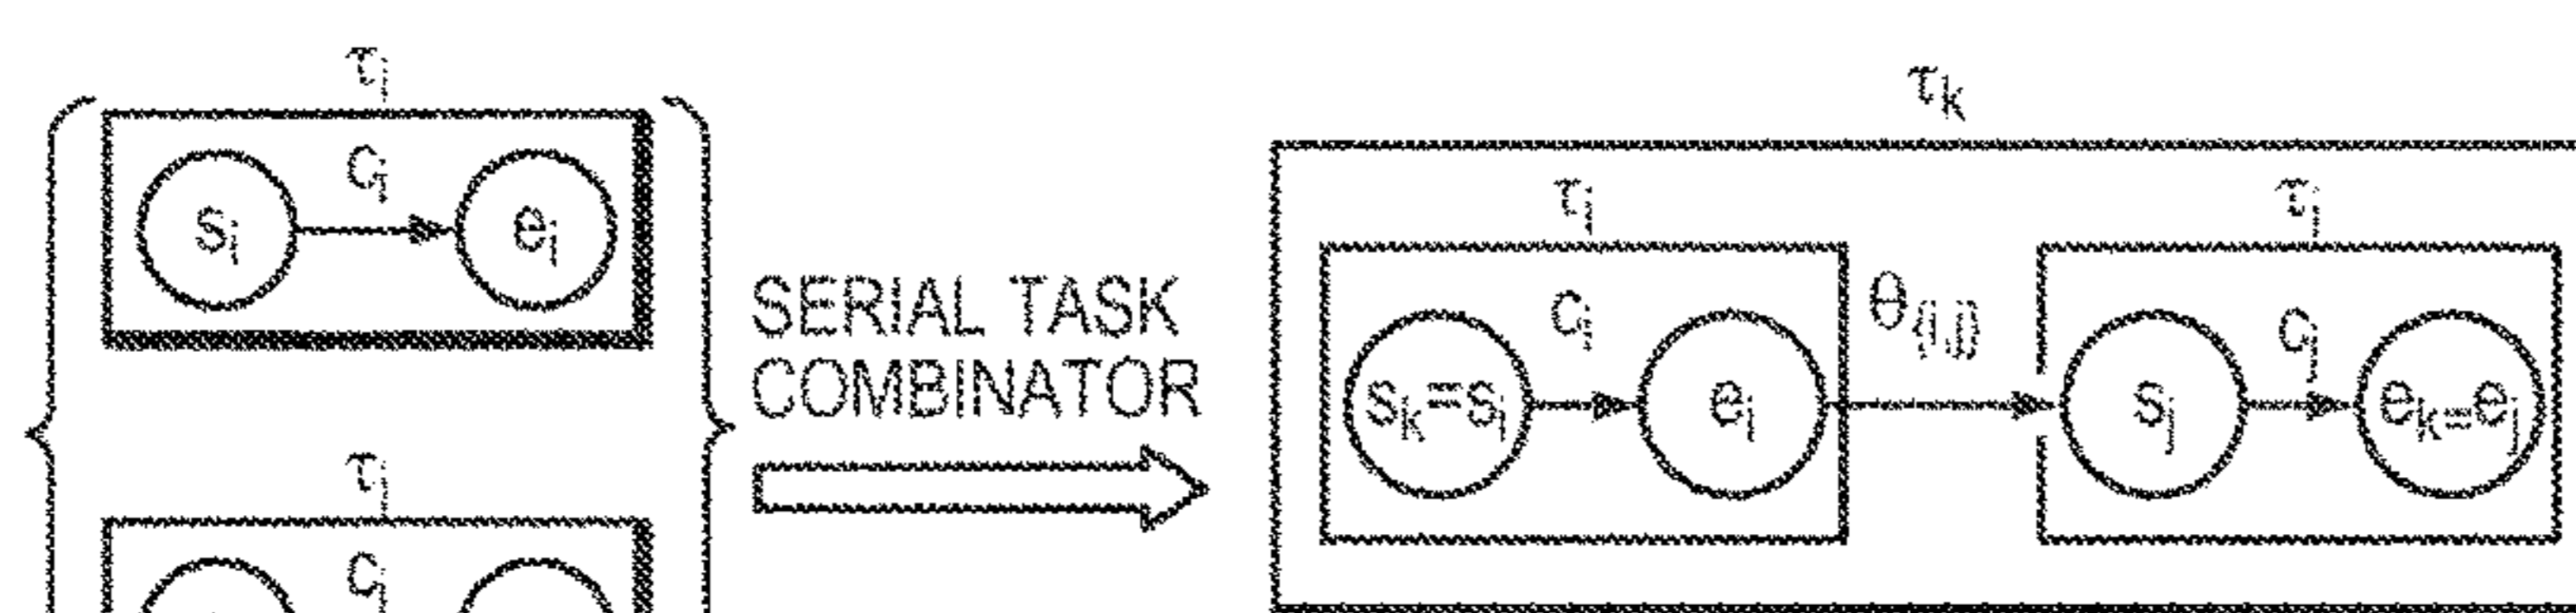 τi
ci
si ei
SERIAL TASK
COMBINATOR
τj
cj
τk
τi τj
ci θ{i,j} cj
sk=si ei sj ek=ej